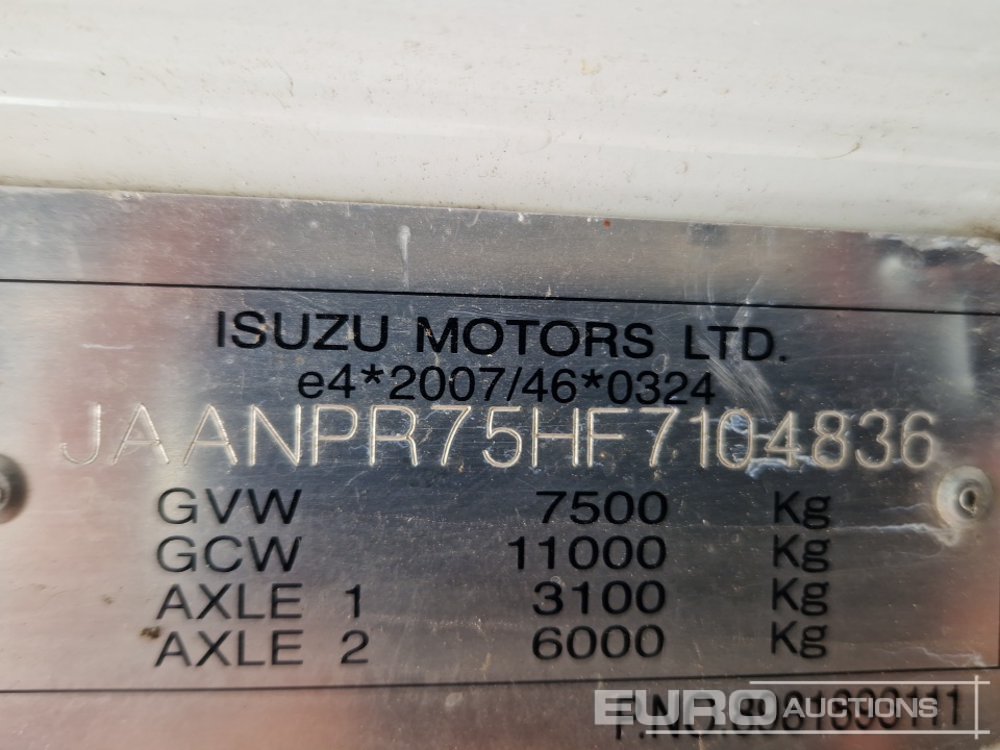 ISUZU MOTORS LTD.
e4*2007/46*0324
JAANPR75HF7104836
GVW 7500 Kg
GCW 11000 Kg
AXLE 1 3100 Kg
AXLE 2 6000 Kg
EURO AUCTIONS